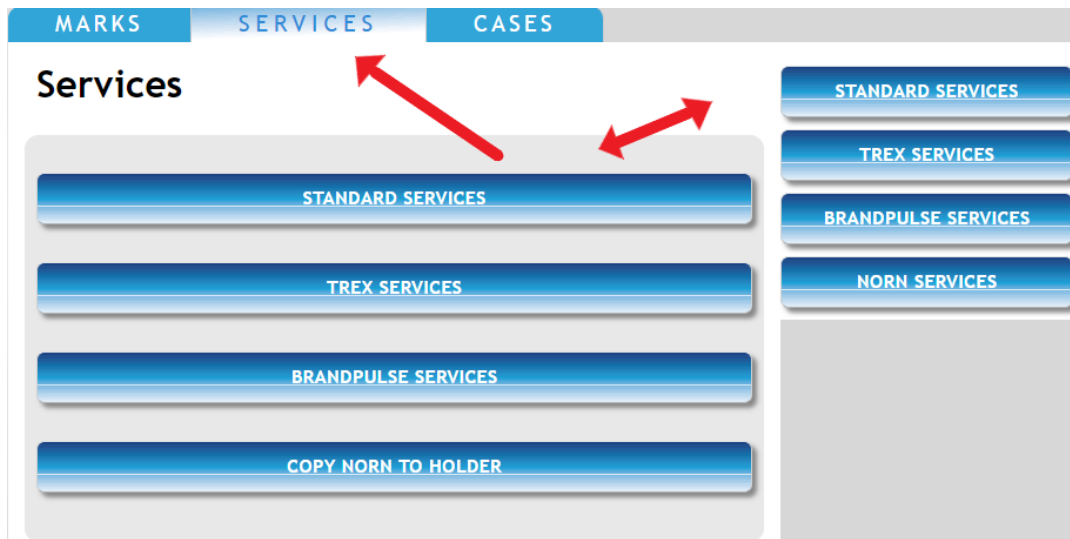 MARKS SERVICES CASES
Services
STANDARD SERVICES
TREX SERVICES
BRANDPULSE SERVICES
COPY NORN TO HOLDER
STANDARD SERVICES
TREX SERVICES
BRANDPULSE SERVICES
NORN SERVICES